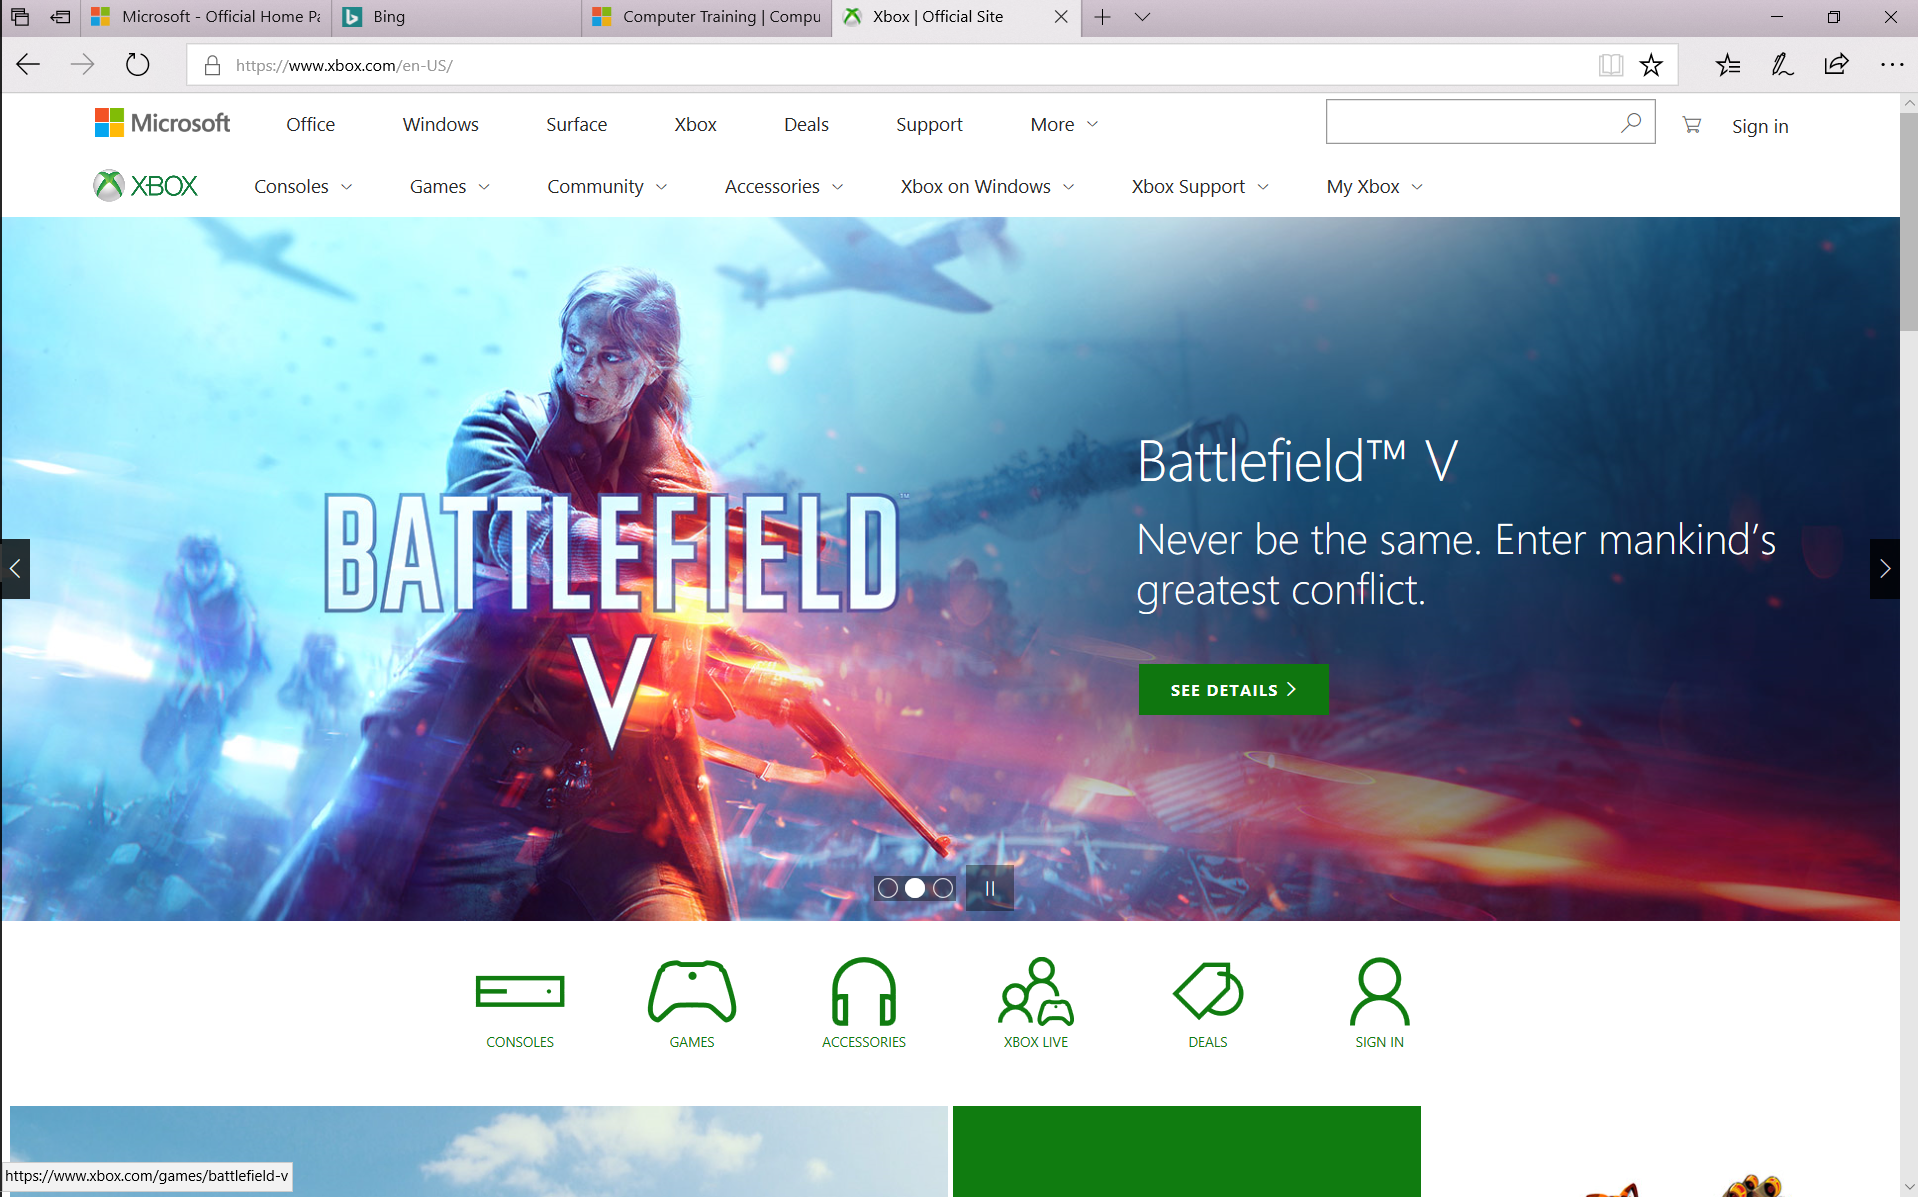 Microsoft - Official Home Pa
Bing
Computer Training | Compu
Xbox | Official Site
https://www.xbox.com/en-US/
Microsoft
Office
Windows
Surface
Xbox
Deals
Support
More
Sign in
XBOX
Consoles
Games
Community
Accessories
Xbox on Windows
Xbox Support
My Xbox
BATTLEFIELD™
V
Battlefield™ V
Never be the same. Enter mankind’s
greatest conflict.
SEE DETAILS
CONSOLES
GAMES
ACCESSORIES
XBOX LIVE
DEALS
SIGN IN
https://www.xbox.com/games/battlefield-v